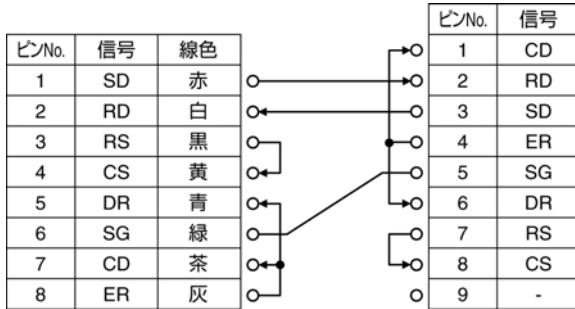 ピンNo. 信号
ピンNo. 信号 線色 1 CD
1 SD 赤 2 RD
2 RD 白 3 SD
3 RS 黒 4 ER
4 CS 黄 5 SG
5 DR 青 6 DR
6 SG 緑 7 RS
7 CD 茶 8 CS
8 ER 灰 9 -